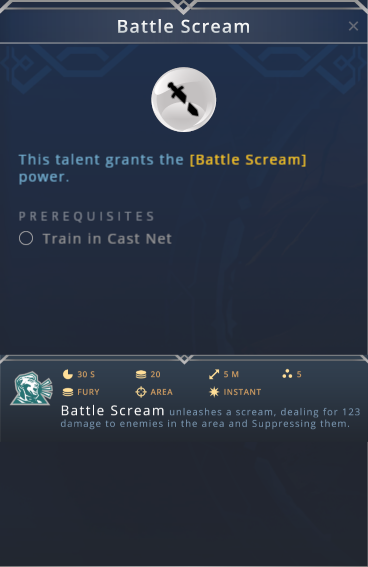 Battle Scream
This talent grants the [Battle Scream]
power.
PREREQUISITES
Train in Cast Net
30 S 20 5 M 5
FURY AREA INSTANT
Battle Scream unleashes a scream, dealing for 123
damage to enemies in the area and Suppressing them.